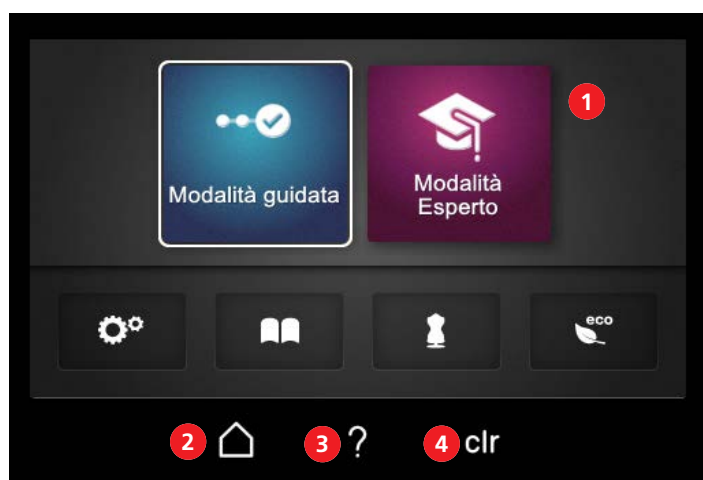 1
Modalità guidata
Modalità
Esperto
eco
2
3 ?
4 clr